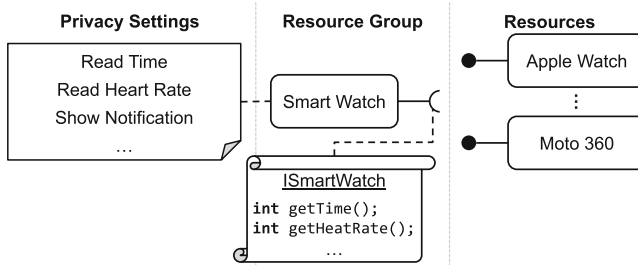 Privacy Settings
Resource Group
Resources
Read Time
Read Heart Rate
Show Notification
...
Smart Watch
Apple Watch
⋮
Moto 360
ISmartWatch
int getTime();
int getHeatRate();
...